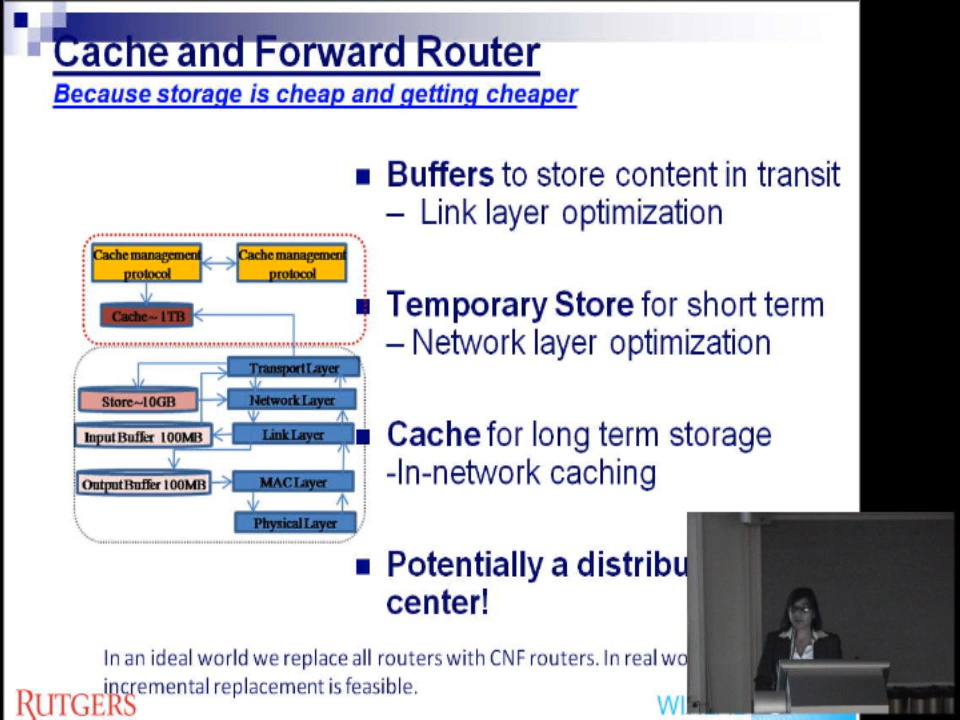 Cache and Forward Router
Because storage is cheap and getting cheaper
Buffers to store content in transit
– Link layer optimization
Temporary Store for short term
– Network layer optimization
Cache for long term storage
-In-network caching
Potentially a
center!
Cache management
protocol
Cache management
protocol
Cache~ 1TB
Transport Layer
Store~10GB
Network Layer
Input Buffer 100MB
Link Layer
Output Buffer 100MB
MAC Layer
Physical Layer
In an ideal world we replace all routers with CNF routers. In real
incremental replacement is feasible.
RUTGERS